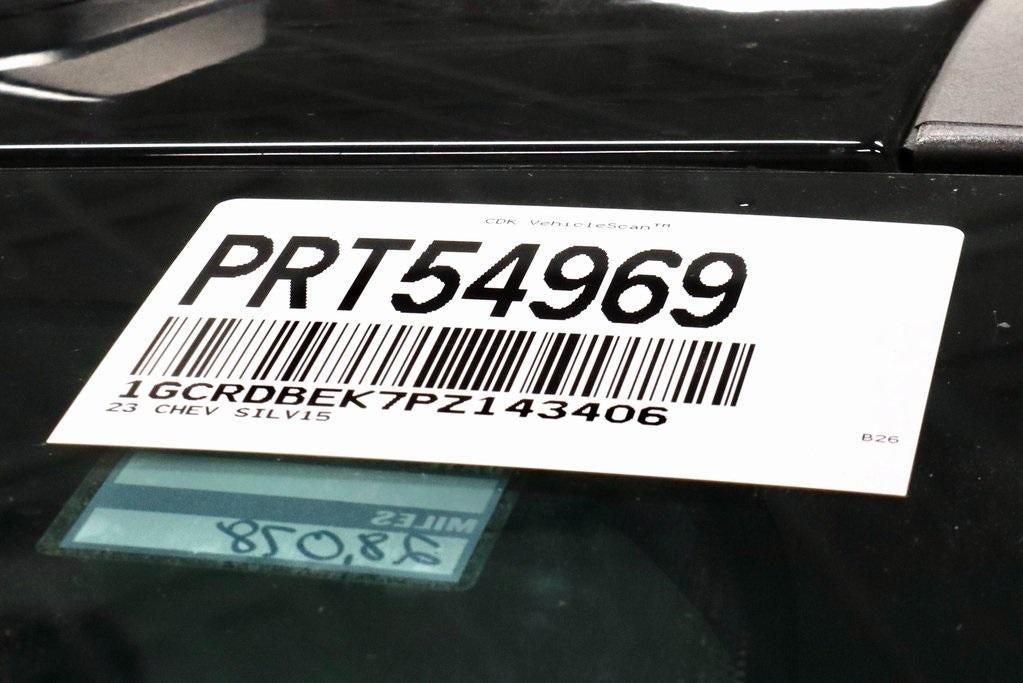 CDK VehicleScan™
PRT54969
1GCRDBEK7PZ143406
23 CHEV SILV15
B26
MILES